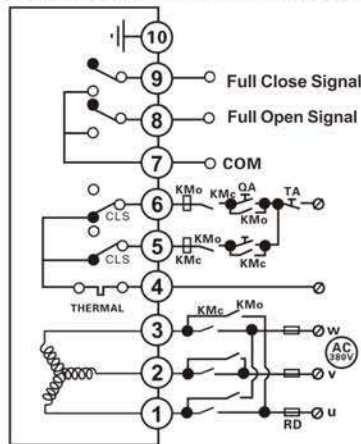 10
9 Full Close Signal
8 Full Open Signal
7 COM
6 KMo KMc QA TA
KMo
CLS
5 KMc KMo
KMc
CLS
4
THERMAL
3 KMc KMo w
AC
380V
2 v
1 u
RD